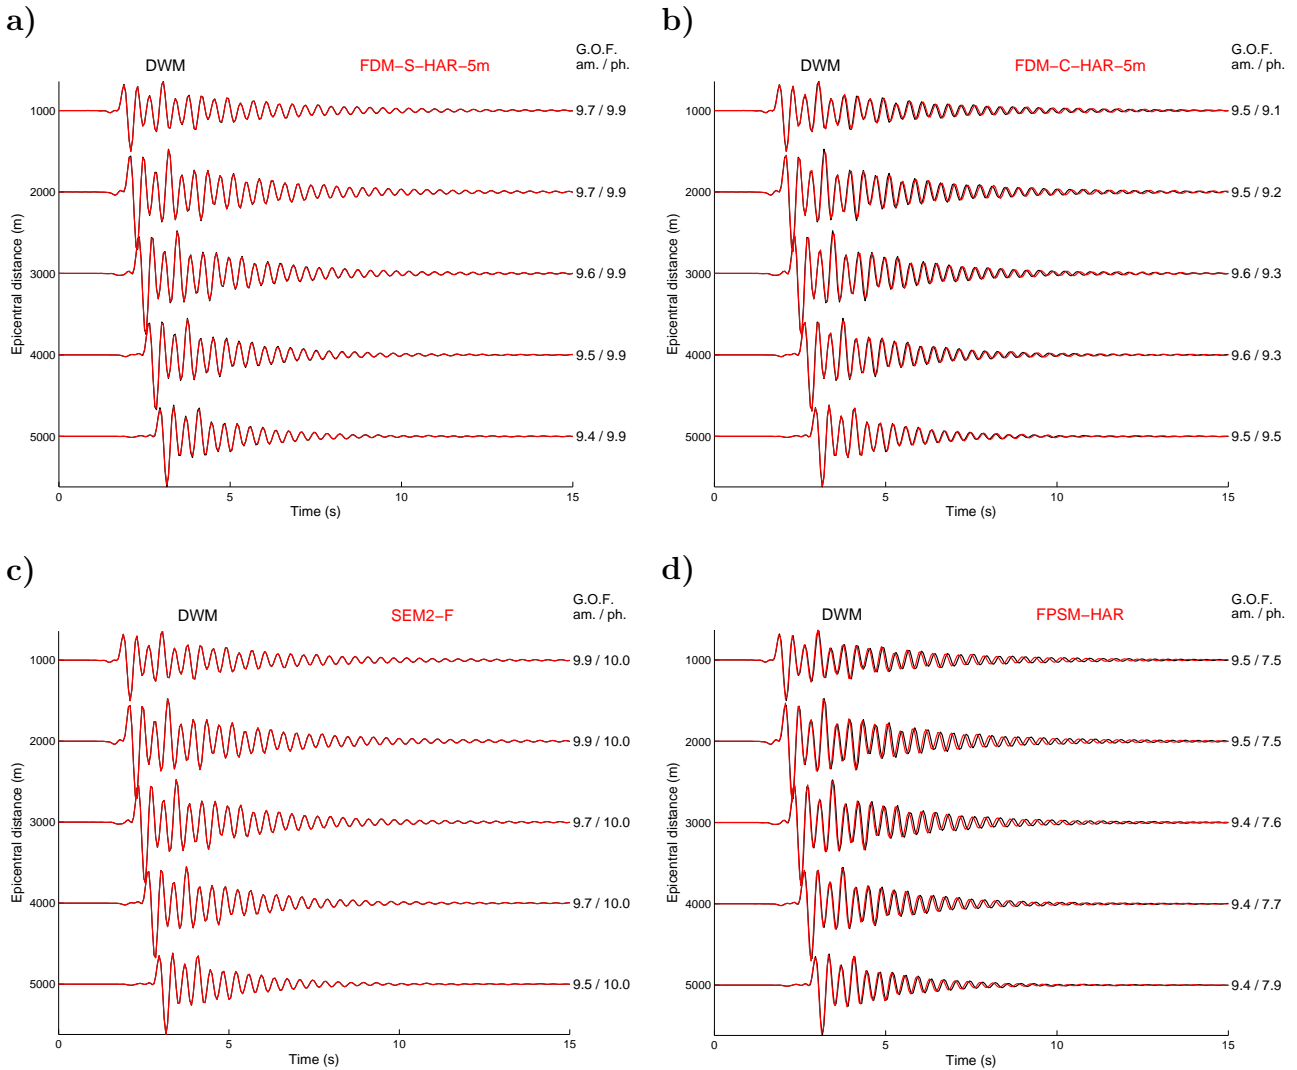 a)
DWM
FDM-S-HAR-5m
G.O.F.
am. / ph.
1000
9.7 / 9.9
2000
9.7 / 9.9
3000
9.6 / 9.9
4000
9.5 / 9.9
5000
9.4 / 9.9
Epicentral distance (m)
0 5 10 15
Time (s)
b)
DWM
FDM-C-HAR-5m
G.O.F.
am. / ph.
1000
9.5 / 9.1
2000
9.5 / 9.2
3000
9.6 / 9.3
4000
9.6 / 9.3
5000
9.5 / 9.5
Epicentral distance (m)
0 5 10 15
Time (s)
c)
DWM
SEM2-F
G.O.F.
am. / ph.
1000
9.9 / 10.0
2000
9.9 / 10.0
3000
9.7 / 10.0
4000
9.7 / 10.0
5000
9.5 / 10.0
Epicentral distance (m)
0 5 10 15
Time (s)
d)
DWM
FPSM-HAR
G.O.F.
am. / ph.
1000
9.5 / 7.5
2000
9.5 / 7.5
3000
9.4 / 7.6
4000
9.4 / 7.7
5000
9.4 / 7.9
Epicentral distance (m)
0 5 10 15
Time (s)